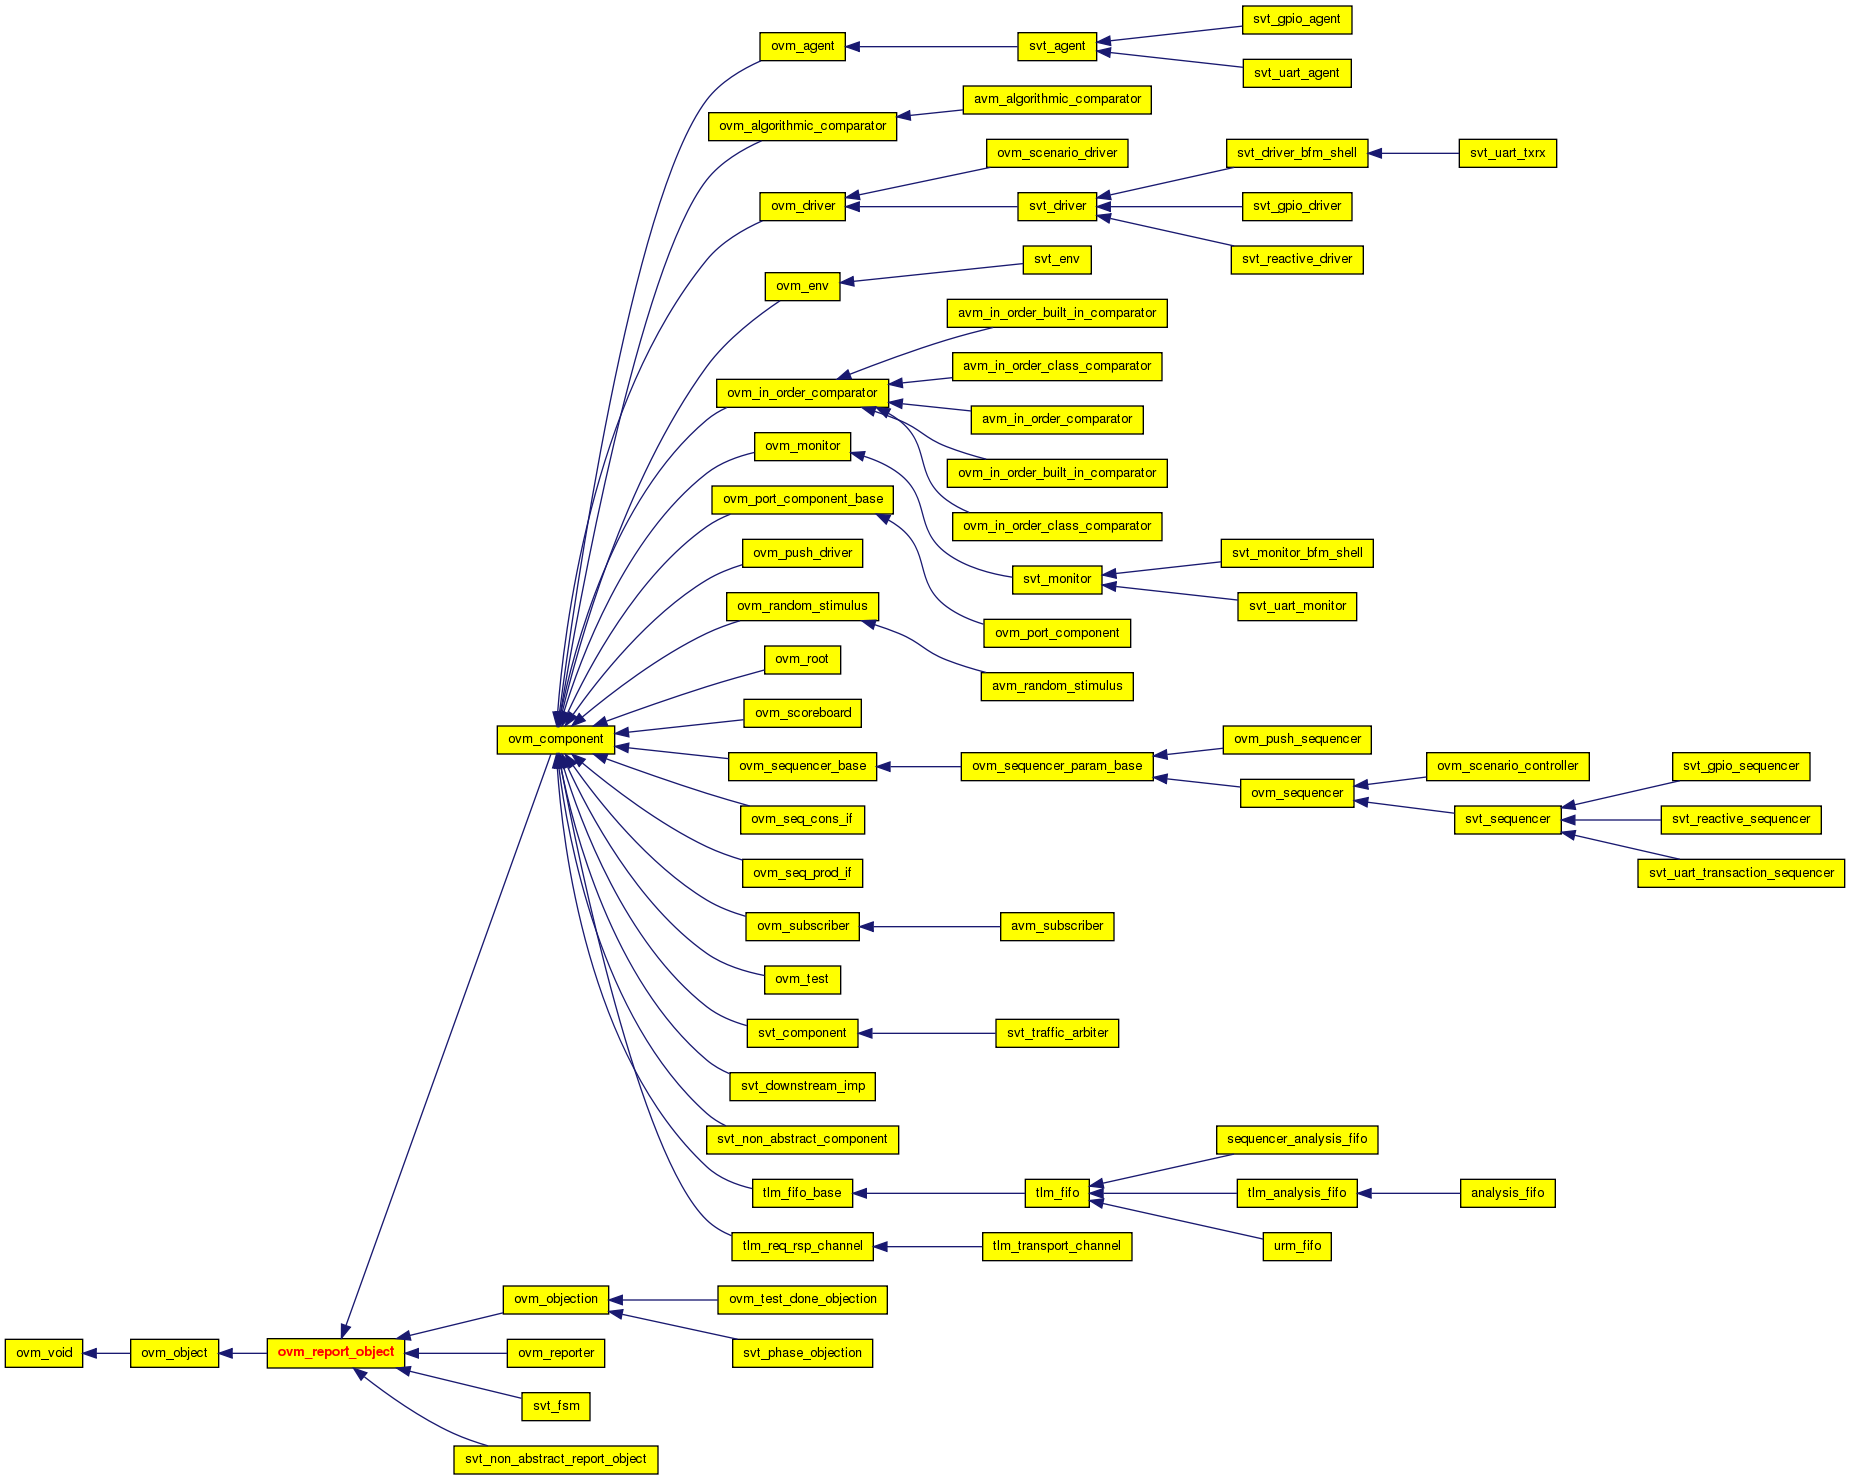 svt_gpio_agent
ovm_agent
svt_agent
svt_uart_agent
avm_algorithmic_comparator
ovm_algorithmic_comparator
ovm_scenario_driver
svt_driver_bfm_shell
svt_uart_txrx
ovm_driver
svt_driver
svt_gpio_driver
svt_env
svt_reactive_driver
ovm_env
avm_in_order_built_in_comparator
avm_in_order_class_comparator
ovm_in_order_comparator
avm_in_order_comparator
ovm_monitor
ovm_in_order_built_in_comparator
ovm_port_component_base
ovm_in_order_class_comparator
ovm_push_driver
svt_monitor_bfm_shell
svt_monitor
ovm_random_stimulus
svt_uart_monitor
ovm_port_component
ovm_root
avm_random_stimulus
ovm_scoreboard
ovm_component
ovm_push_sequencer
ovm_sequencer_base
ovm_sequencer_param_base
ovm_scenario_controller
svt_gpio_sequencer
ovm_sequencer
ovm_seq_cons_if
svt_sequencer
svt_reactive_sequencer
ovm_seq_prod_if
svt_uart_transaction_sequencer
ovm_subscriber
avm_subscriber
ovm_test
svt_component
svt_traffic_arbiter
svt_downstream_imp
svt_non_abstract_component
sequencer_analysis_fifo
tlm_fifo_base
tlm_fifo
tlm_analysis_fifo
analysis_fifo
tlm_req_rsp_channel
tlm_transport_channel
urm_fifo
ovm_objection
ovm_test_done_objection
ovm_void
ovm_object
ovm_report_object
ovm_reporter
svt_phase_objection
svt_fsm
svt_non_abstract_report_object